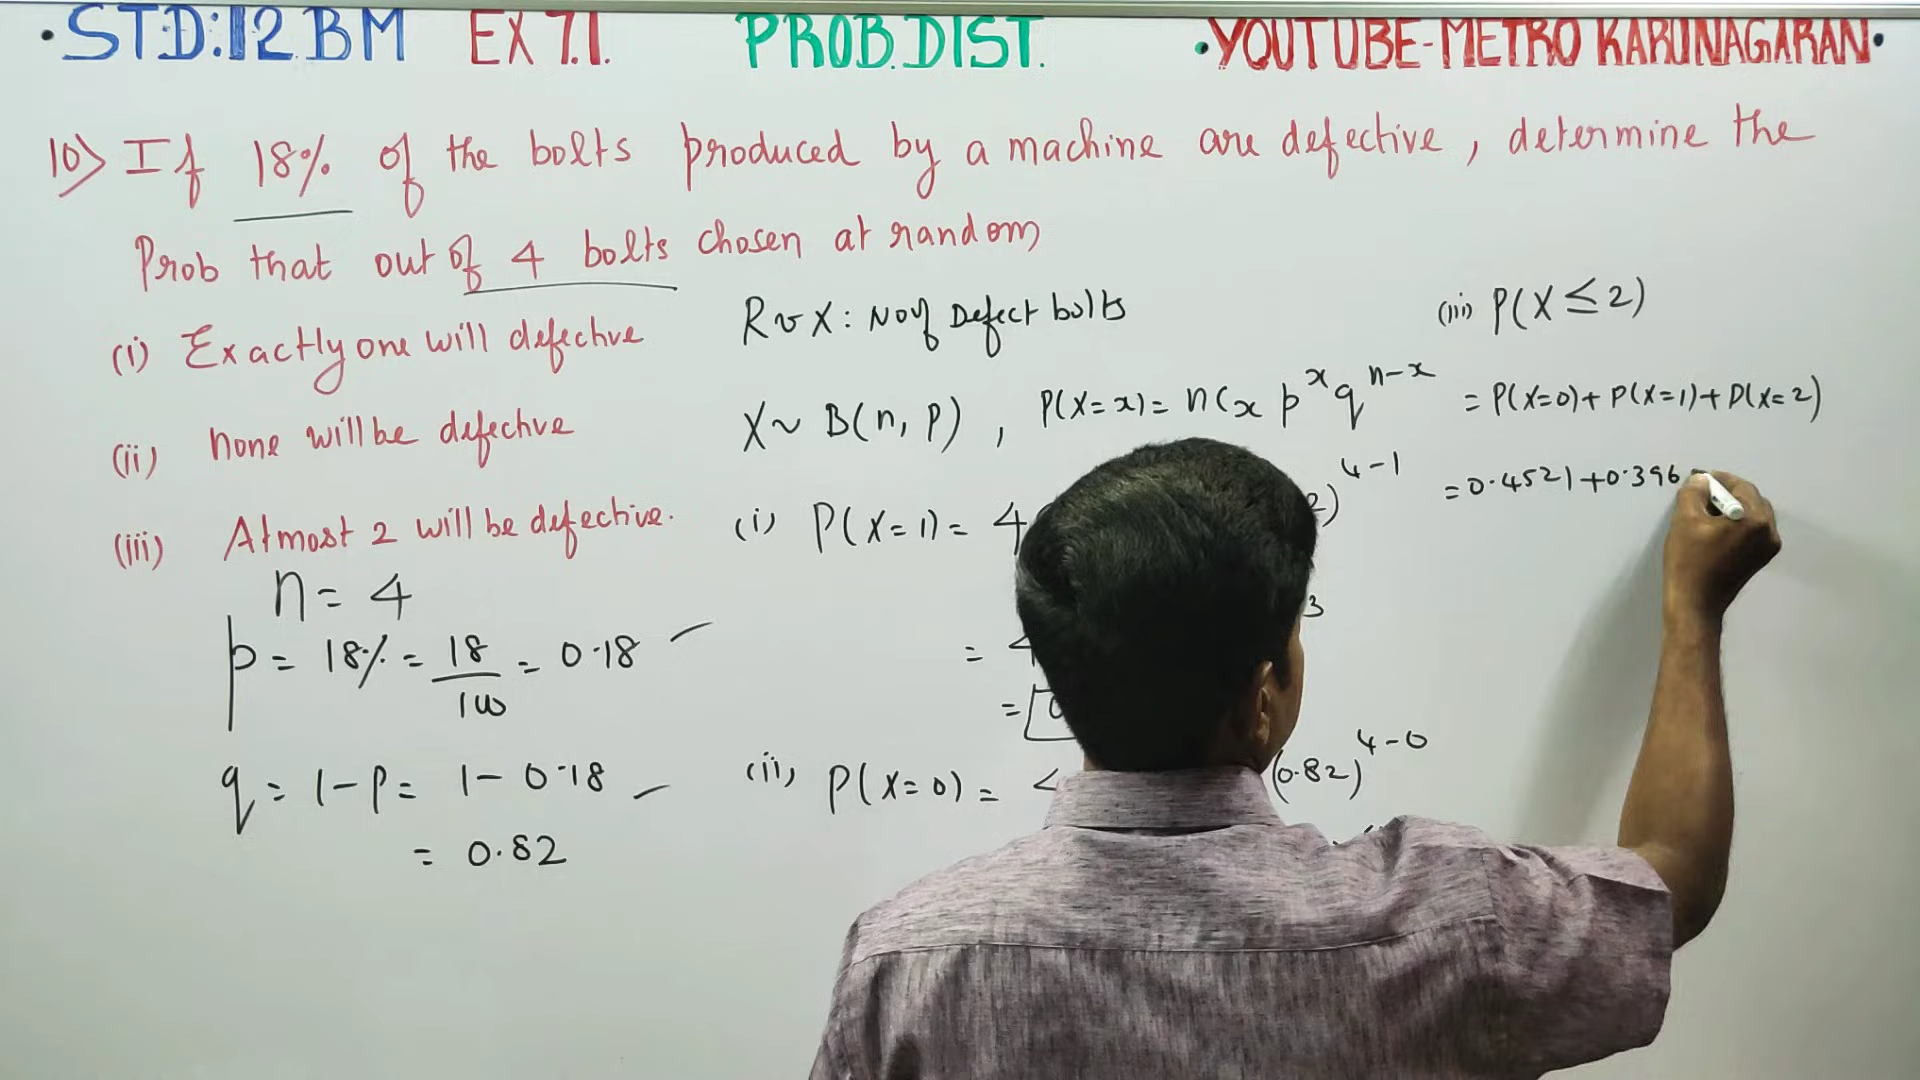 ·STD:12.BM EX 7.1. PROB.DIST. ·YOUTUBE-METRO KARUNAGARAN·
10) If 18% of the bolts produced by a machine are defective, determine the
Prob that out of 4 bolts chosen at random
(i) Exactly one will defective
(ii) none will be defective
(iii) Atmost 2 will be defective.
n = 4
p = 18% = 18/100 = 0.18
q = 1-p = 1-0.18
= 0.82
RvX: No of Defect bolts
X~ B(n, p), P(X=x) = nCx p^x q^n-x
(i) P(X=1) = 4 2)^4-1
= 4 3
=
(ii) P(X=0) = (0.82)^4-0
(iii) P(X≤2)
= P(X=0)+P(X=1)+P(X=2)
= 0.4521+0.396